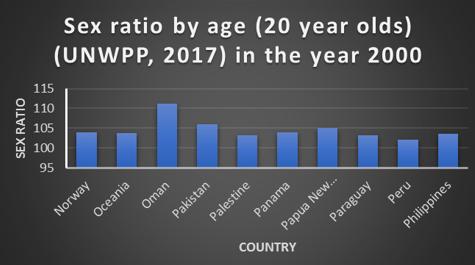 Sex ratio by age (20 year olds)
(UNWPP, 2017) in the year 2000
115
110
105
100
95
SEX RATIO
Norway
Oceania
Oman
Pakistan
Palestine
Panama
Papua New...
Paraguay
Peru
Philippines
COUNTRY